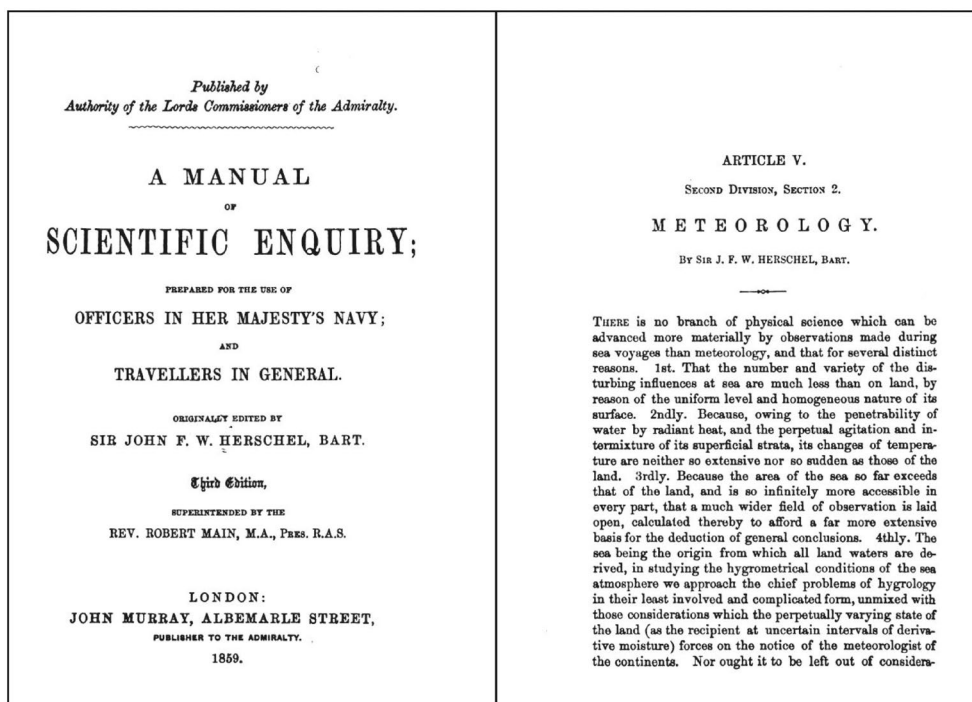 Published by
Authority of the Lords Commissioners of the Admiralty.
A MANUAL
OF
SCIENTIFIC ENQUIRY;
PREPARED FOR THE USE OF
OFFICERS IN HER MAJESTY'S NAVY;
AND
TRAVELLERS IN GENERAL.
ORIGINALLY EDITED BY
SIR JOHN F. W. HERSCHEL, BART.
Third Edition,
SUPERINTENDED BY THE
REV. ROBERT MAIN, M.A., PRES. R.A.S.
LONDON:
JOHN MURRAY, ALBEMARLE STREET,
PUBLISHER TO THE ADMIRALTY.
1859.
ARTICLE V.
SECOND DIVISION, SECTION 2.
METEOROLOGY.
BY SIR J. F. W. HERSCHEL, BART.
THERE is no branch of physical science which can be
advanced more materially by observations made during
sea voyages than meteorology, and that for several distinct
reasons. 1st. That the number and variety of the dis-
turbing influences at sea are much less than on land, by
reason of the uniform level and homogeneous nature of its
surface. 2ndly. Because, owing to the penetrability of
water by radiant heat, and the perpetual agitation and in-
termixture of its superficial strata, its changes of tempera-
ture are neither so extensive nor so sudden as those of the
land. 3rdly. Because the area of the sea so far exceeds
that of the land, and is so infinitely more accessible in
every part, that a much wider field of observation is laid
open, calculated thereby to afford a far more extensive
basis for the deduction of general conclusions. 4thly. The
sea being the origin from which all land waters are de-
rived, in studying the hygrometrical conditions of the sea
atmosphere we approach the chief problems of hygrology
in their least involved and complicated form, unmixed with
those considerations which the perpetually varying state of
the land (as the recipient at uncertain intervals of deriva-
tive moisture) forces on the notice of the meteorologist of
the continents. Nor ought it to be left out of considera-